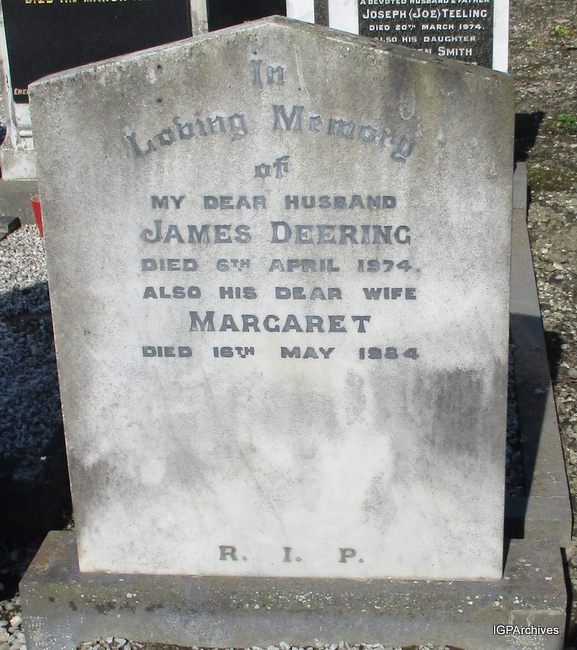 A DEVOTED HUSBAND & FATHER
JOSEPH (JOE) TEELING
DIED 20TH MARCH 1974.
ALSO HIS DAUGHTER
SMITH
In
Loving Memory
of
MY DEAR HUSBAND
JAMES DEERING
DIED 6TH APRIL 1974.
ALSO HIS DEAR WIFE
MARGARET
DIED 16TH MAY 1984
R. I. P.
IGPArchives